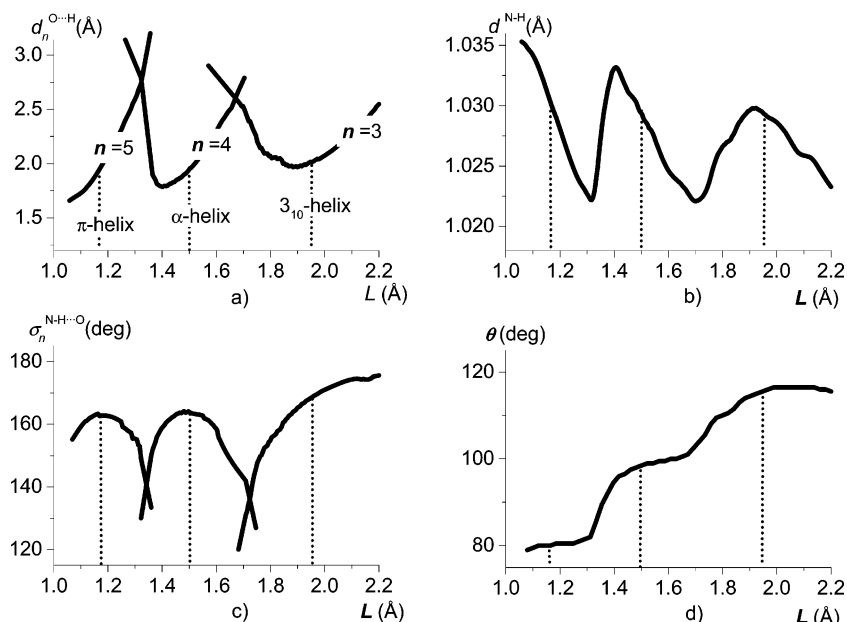 dₙ^O···H (Å)
3.0
2.5
2.0
1.5
n =5
n =4
n =3
π-helix
α-helix
3₁₀-helix
1.0 1.2 1.4 1.6 1.8 2.0 2.2
a)
L (Å)
d^N-H (Å)
1.035
1.030
1.025
1.020
1.0 1.2 1.4 1.6 1.8 2.0 2.2
b)
L (Å)
σₙ^N-H···O (deg)
180
160
140
120
1.0 1.2 1.4 1.6 1.8 2.0 2.2
c)
L (Å)
θ (deg)
120
100
80
1.0 1.2 1.4 1.6 1.8 2.0 2.2
d)
L (Å)